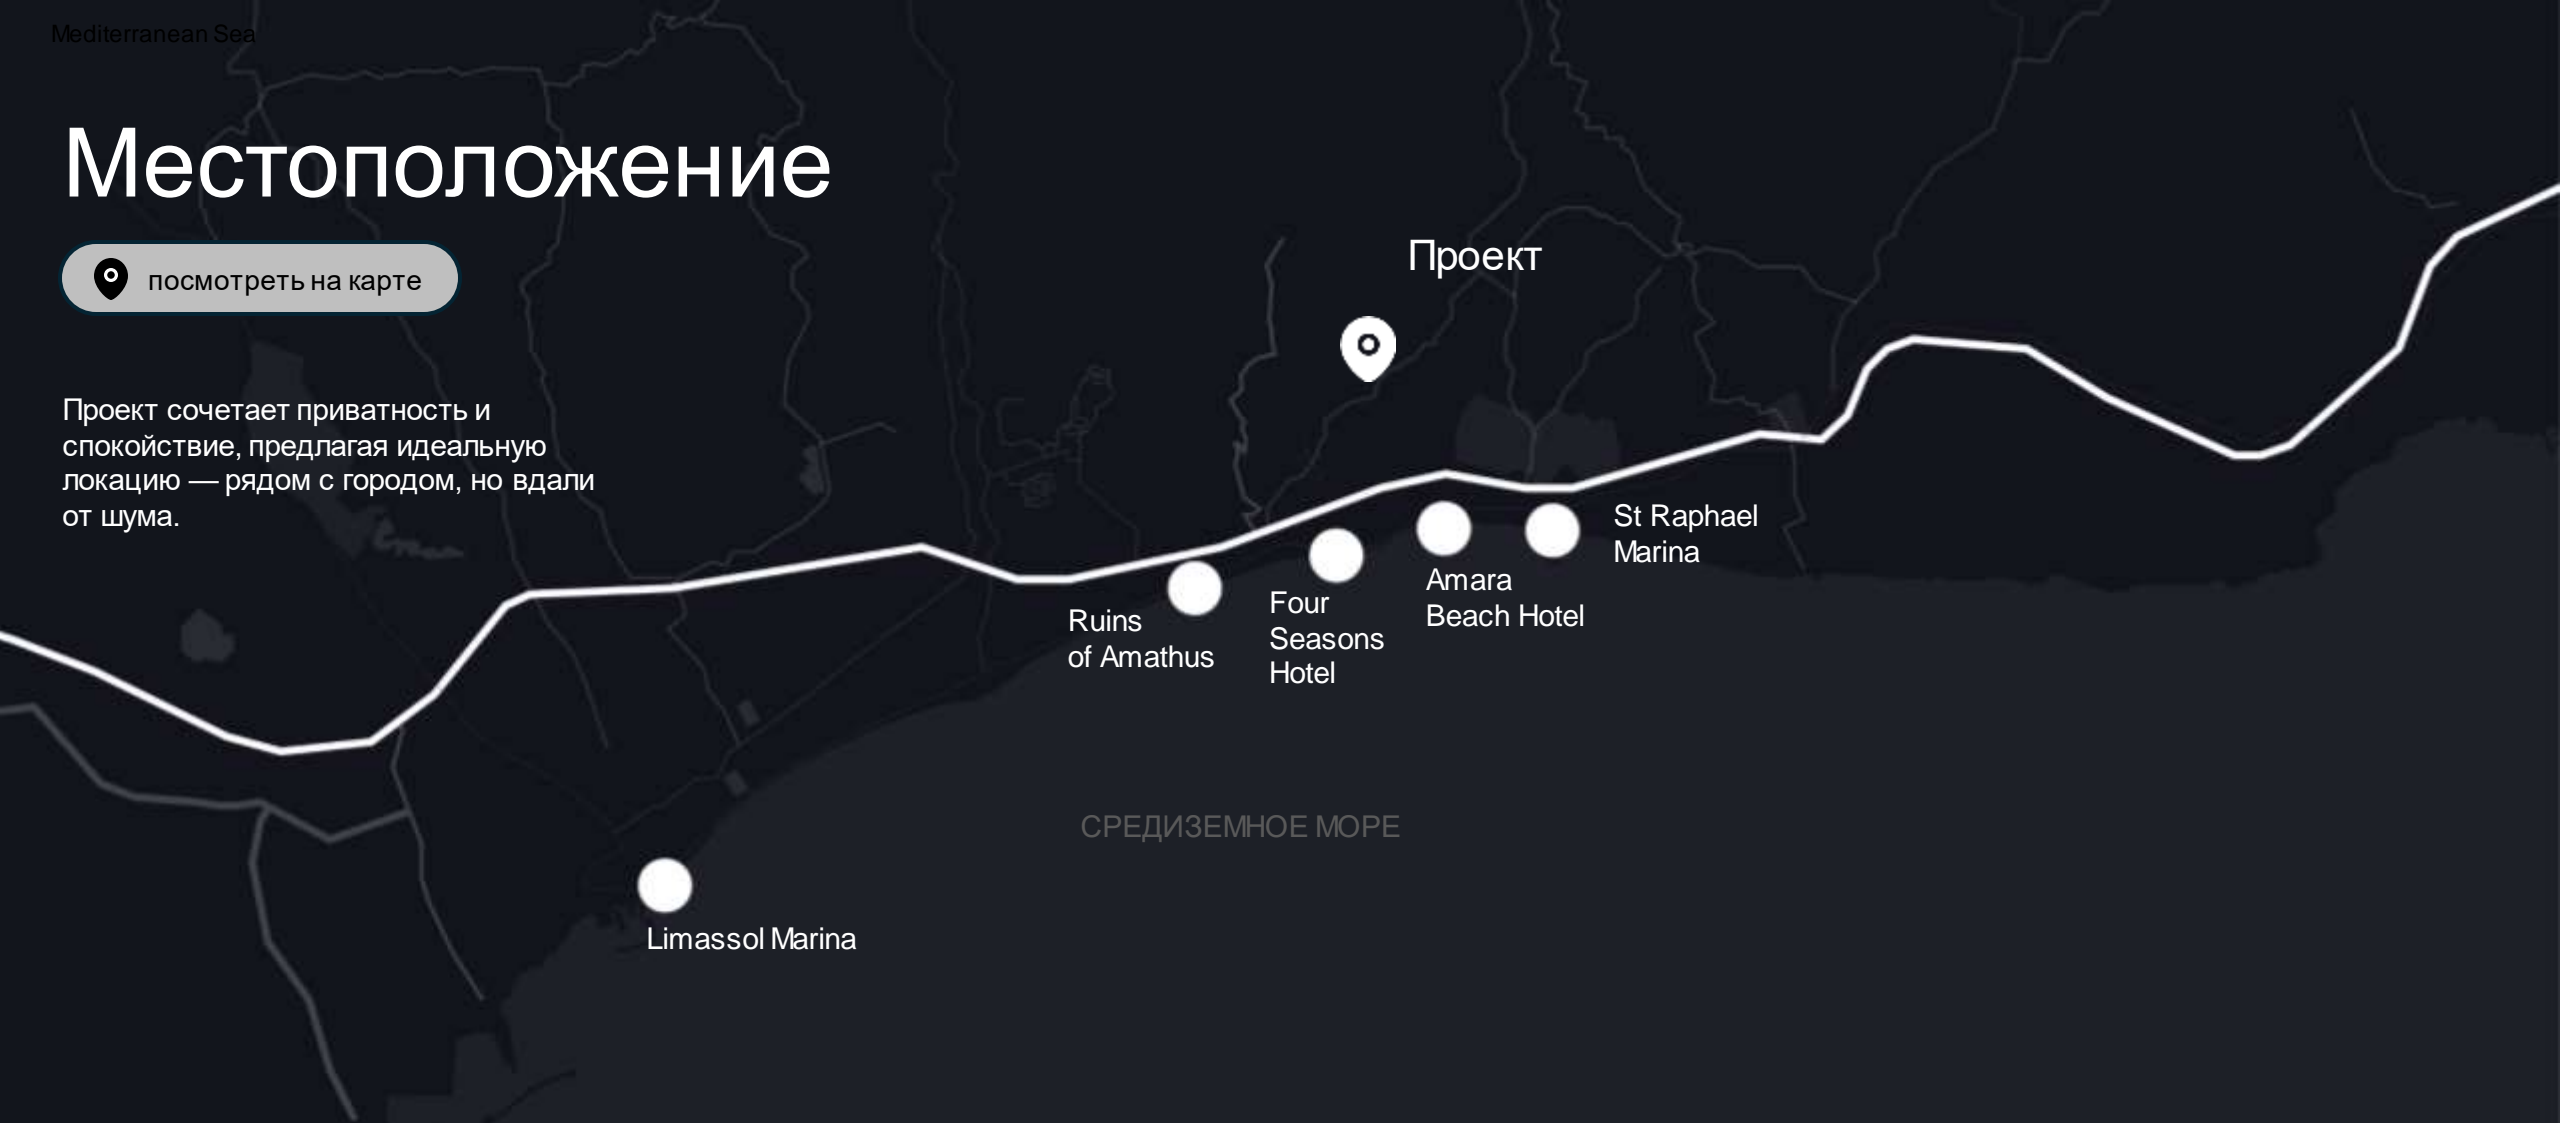 Mediterranean Sea
Местоположение
посмотреть на карте
Проект
Проект сочетает приватность и
спокойствие, предлагая идеальную
локацию — рядом с городом, но вдали
от шума.
St Raphael
Marina
Amara
Beach Hotel
Four
Seasons
Hotel
Ruins
of Amathus
СРЕДИЗЕМНОЕ МОРЕ
Limassol Marina